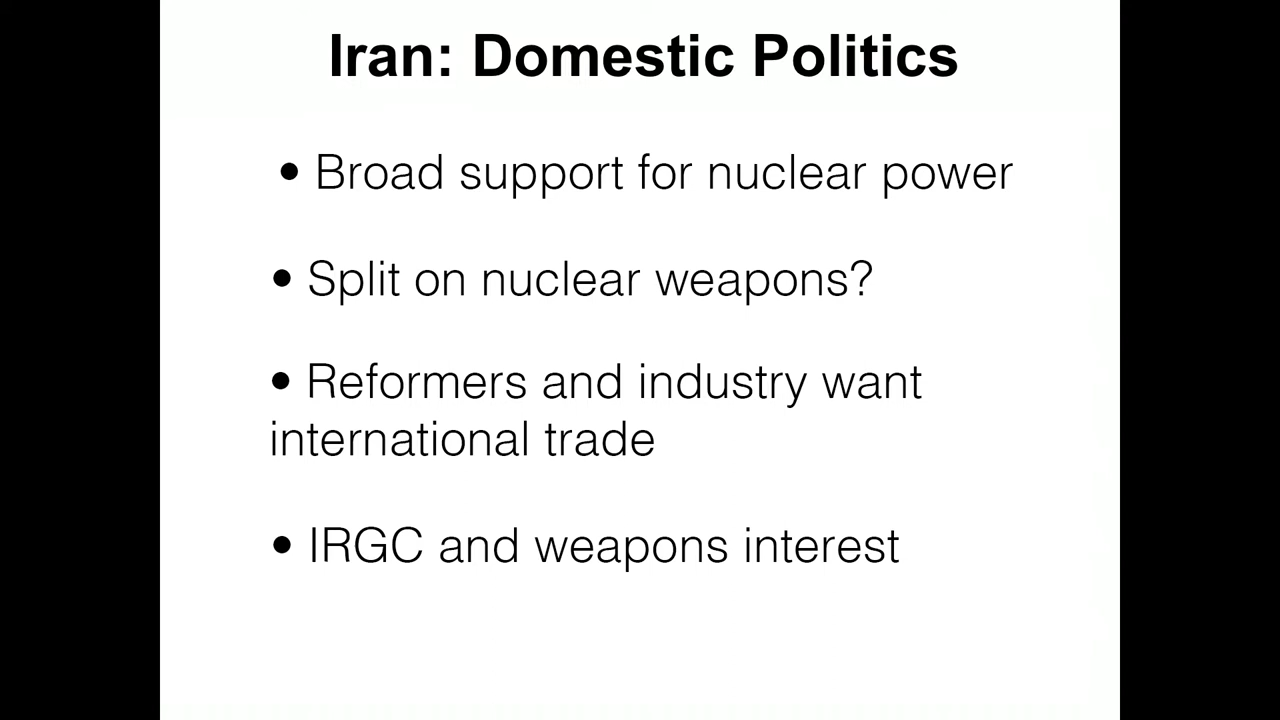 Iran: Domestic Politics
• Broad support for nuclear power
• Split on nuclear weapons?
• Reformers and industry want
international trade
• IRGC and weapons interest